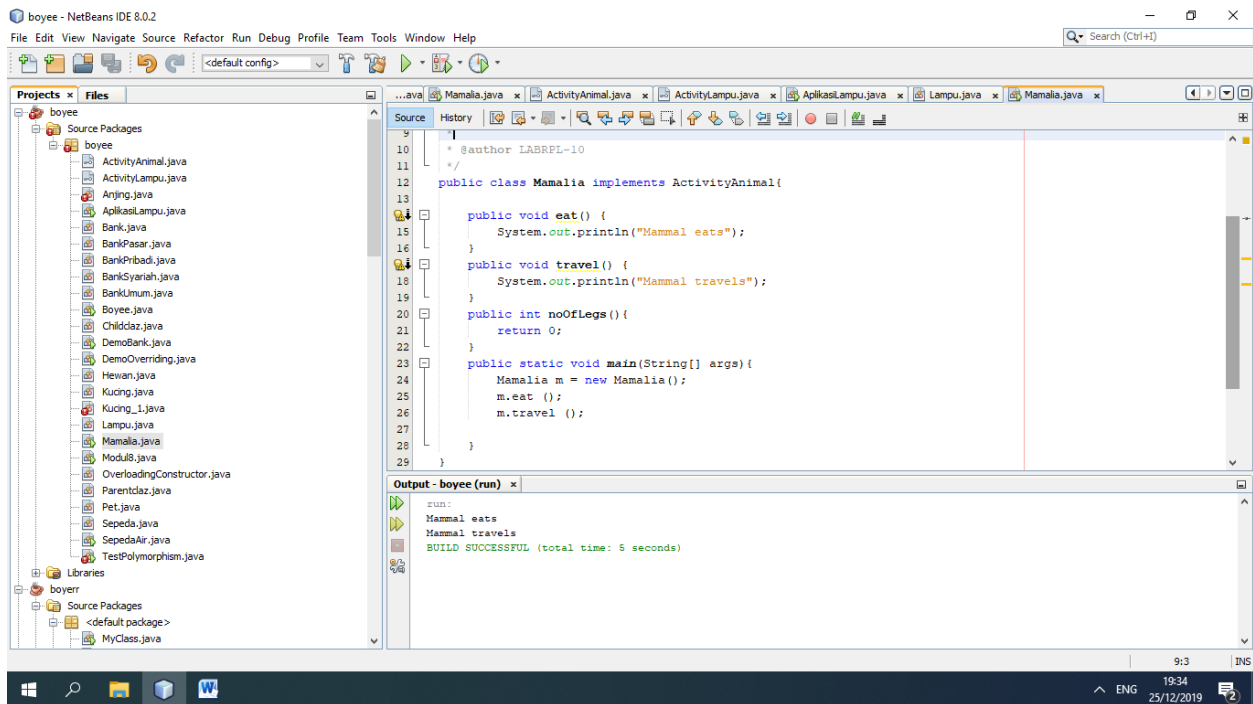 boyee - NetBeans IDE 8.0.2
File Edit View Navigate Source Refactor Run Debug Profile Team Tools Window Help
Search (Ctrl+I)
<default config>
Projects x Files
boyee
Source Packages
boyee
ActivityAnimal.java
ActivityLampu.java
Anjing.java
AplikasiLampu.java
Bank.java
BankPasar.java
BankPribadi.java
BankSyariah.java
BankUmum.java
Boyee.java
Childclaz.java
DemoBank.java
DemoOverriding.java
Hewan.java
Kucing.java
Kucing_1.java
Lampu.java
Mamalia.java
Modul8.java
OverloadingConstructor.java
Parentclaz.java
Pet.java
Sepeda.java
SepedaAir.java
TestPolymorphism.java
Libraries
boyerr
Source Packages
<default package>
MyClass.java
...ava Mamalia.java x ActivityAnimal.java x ActivityLampu.java x AplikasiLampu.java x Lampu.java x Mamalia.java x
Source History
9 *
10 * @author LABRPL-10
11 */
12 public class Mamalia implements ActivityAnimal{
13
public void eat() {
15 System.out.println("Mammal eats");
16 }
public void travel() {
18 System.out.println("Mammal travels");
19 }
20 public int noOfLegs(){
21 return 0;
22 }
23 public static void main(String[] args){
24 Mamalia m = new Mamalia();
25 m.eat ();
26 m.travel ();
27
28 }
29 }
Output - boyee (run) x
run:
Mammal eats
Mammal travels
BUILD SUCCESSFUL (total time: 5 seconds)
9:3 INS
ENG
19:34
25/12/2019
2